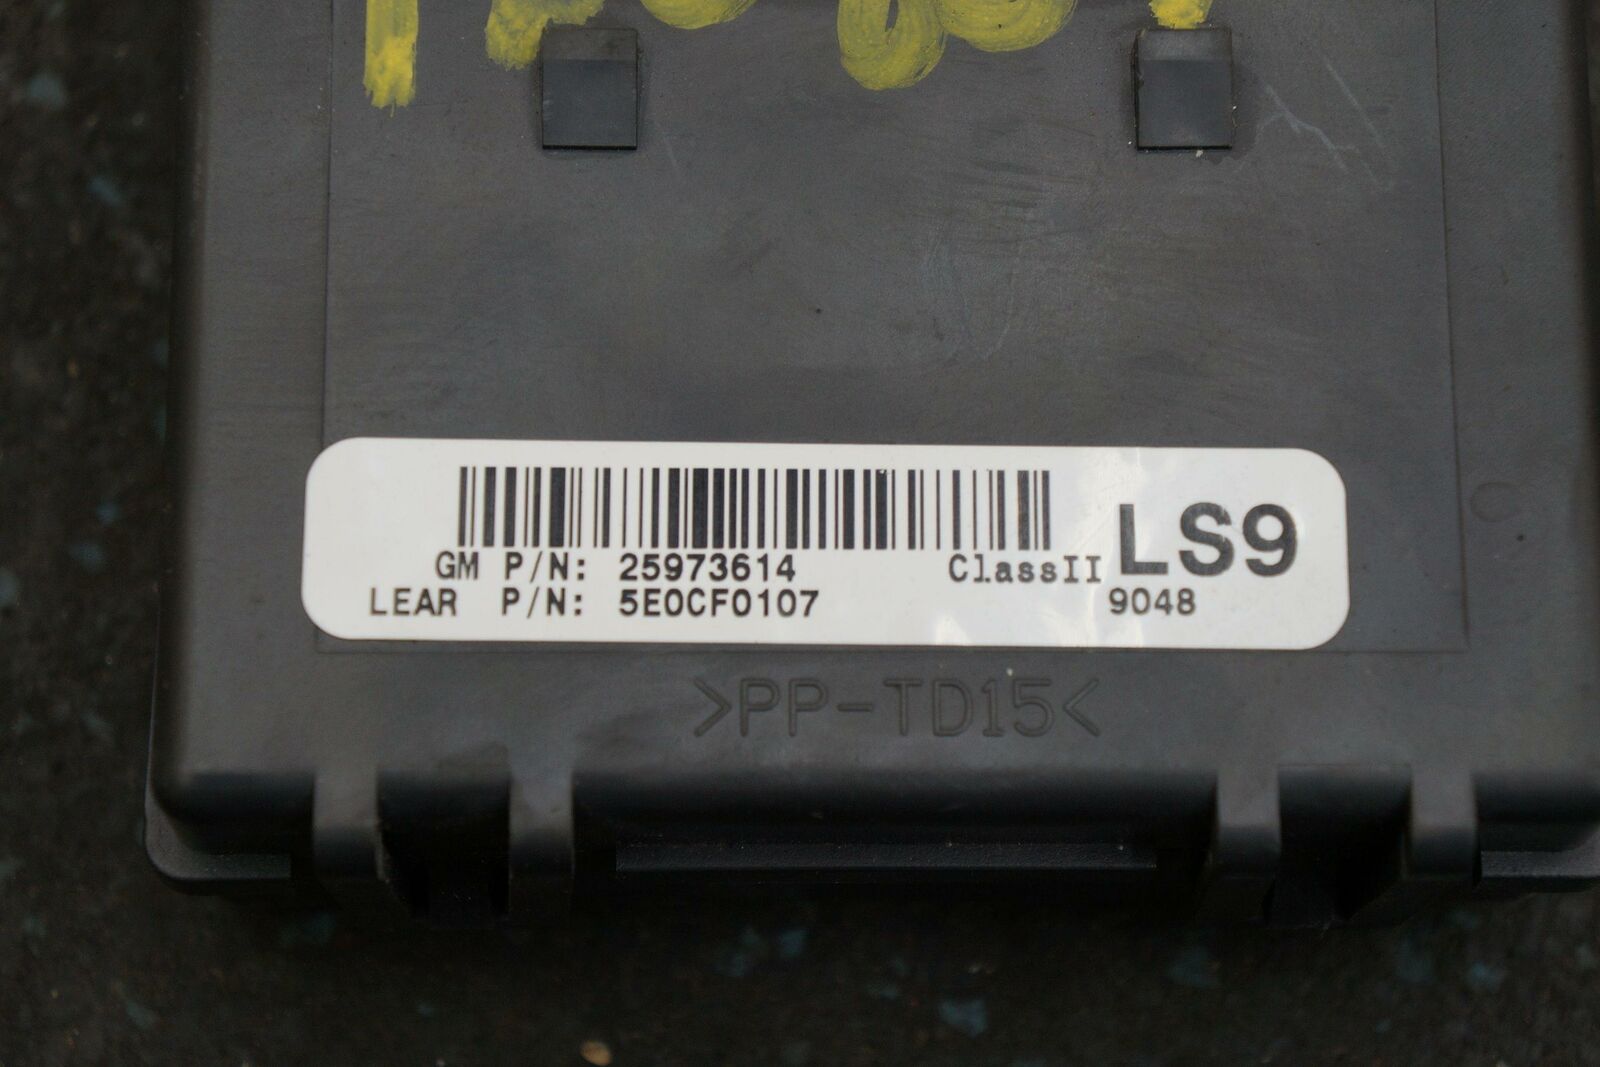 GM P/N: 25973614 ClassII LS9
LEAR P/N: 5E0CF0107 9048
>PP-TD15<